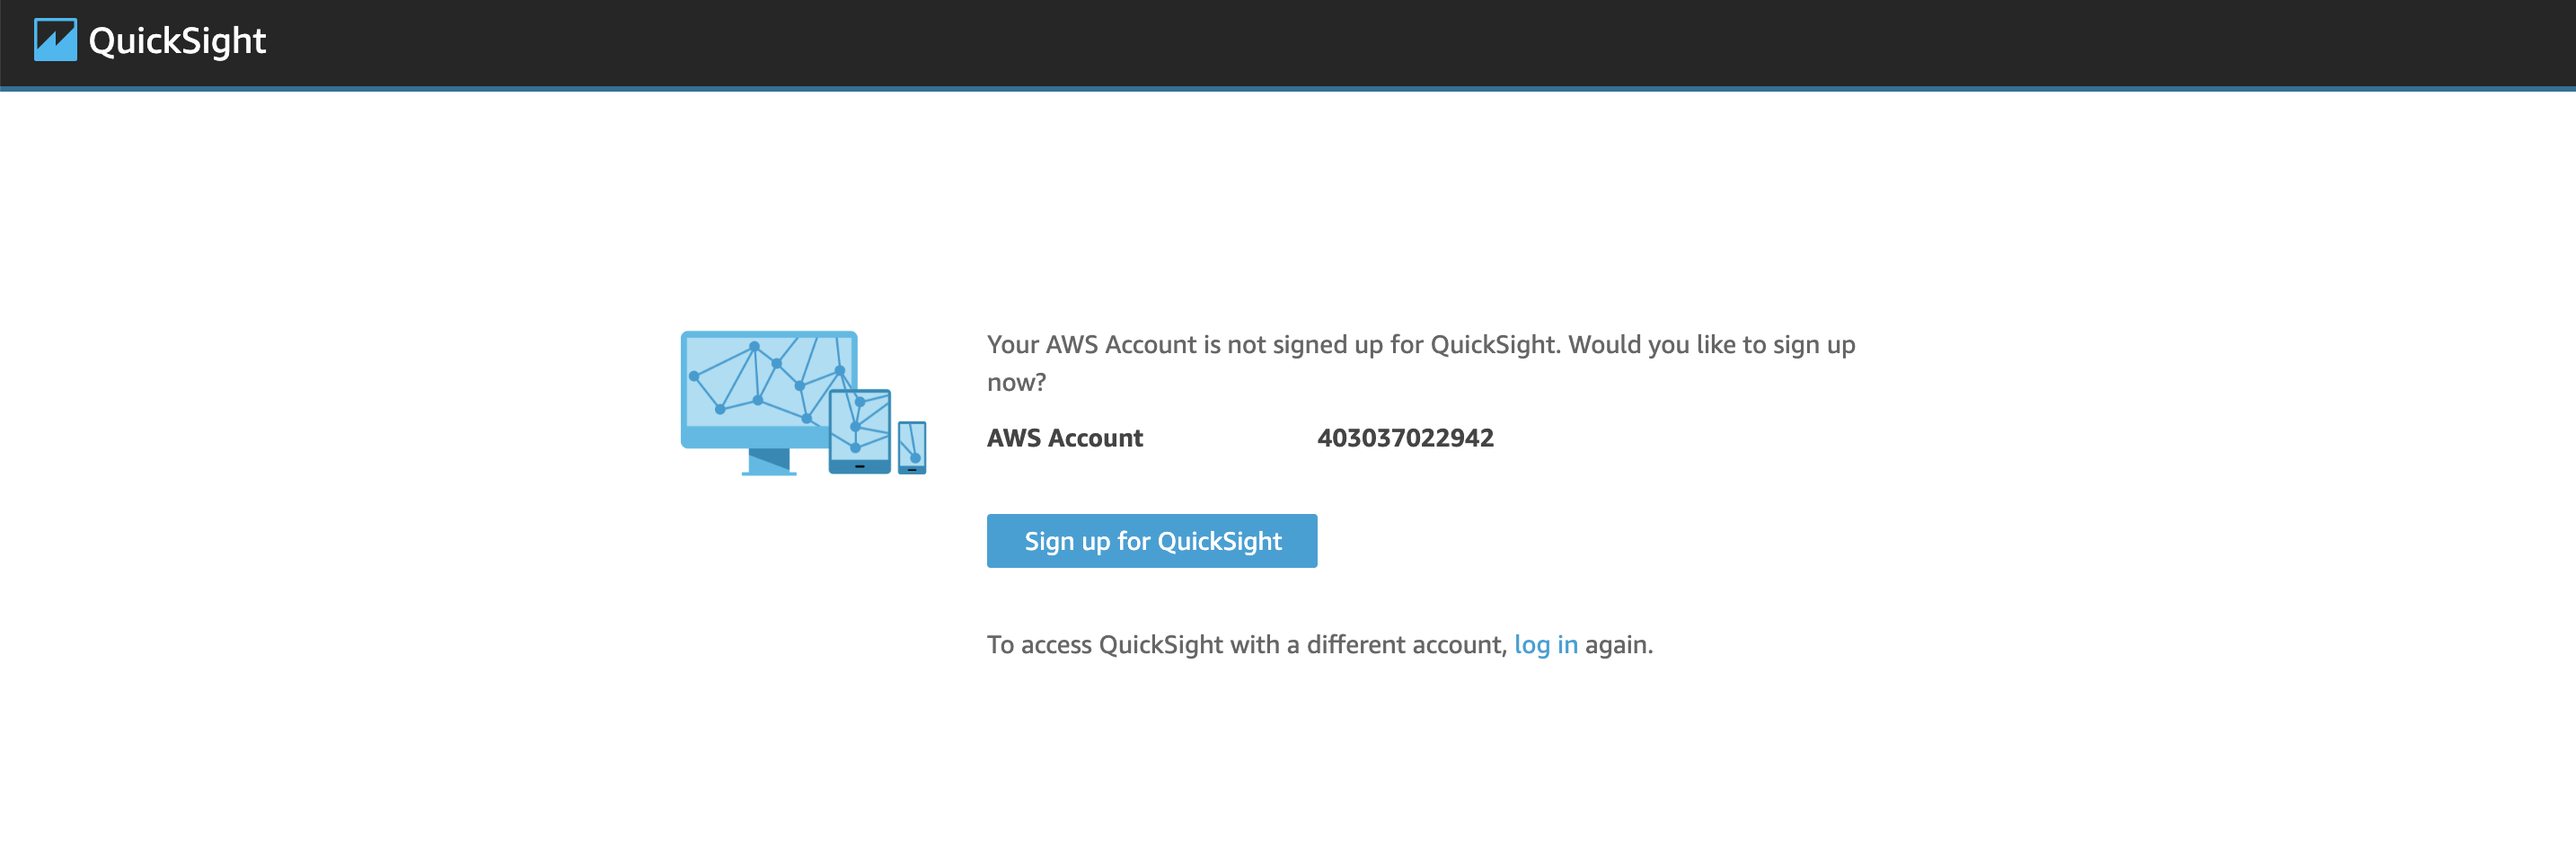 QuickSight
Your AWS Account is not signed up for QuickSight. Would you like to sign up
now?
AWS Account 403037022942
Sign up for QuickSight
To access QuickSight with a different account, log in again.